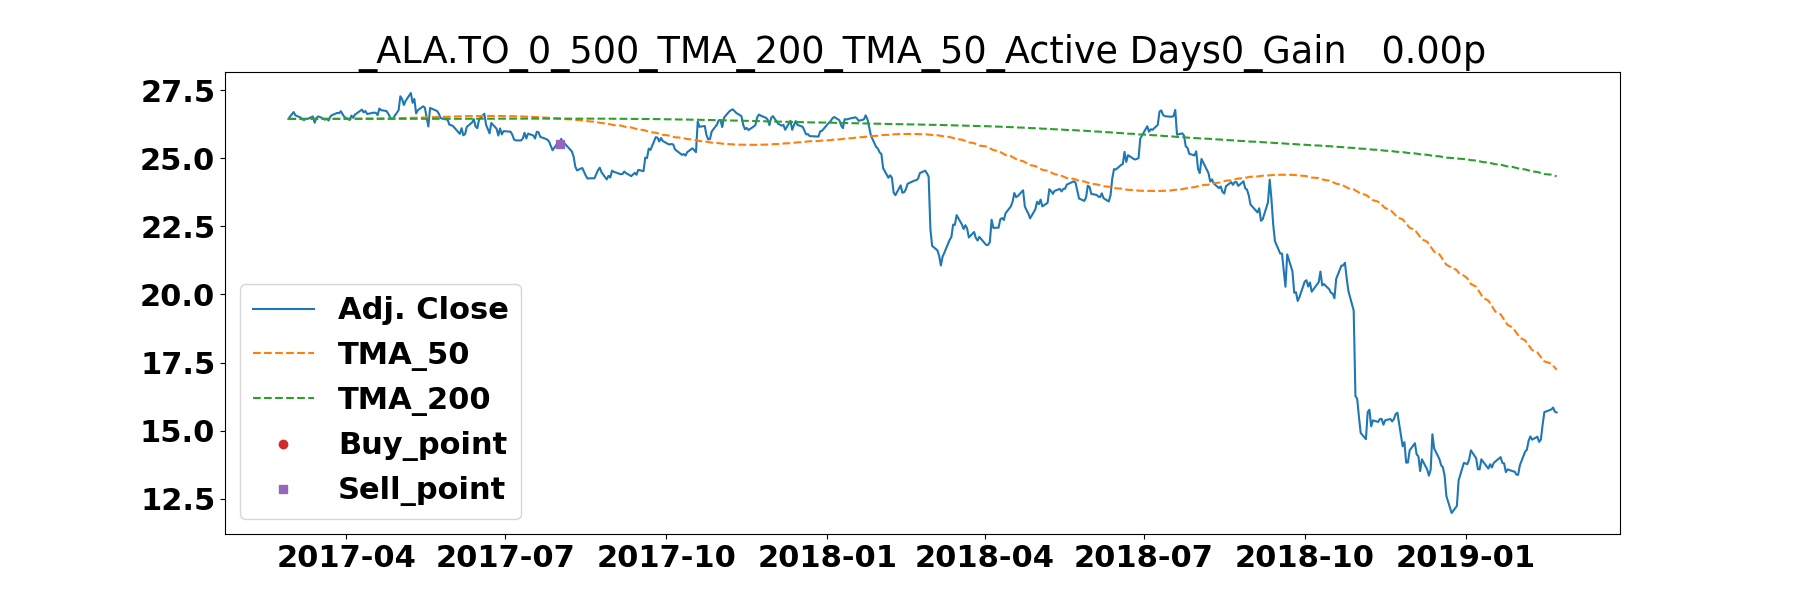 _ALA.TO_0_500_TMA_200_TMA_50_Active Days0_Gain   0.00p
27.5
25.0
22.5
20.0
17.5
15.0
12.5
Adj. Close
TMA_50
TMA_200
Buy_point
Sell_point
2017-04 2017-07 2017-10 2018-01 2018-04 2018-07 2018-10 2019-01